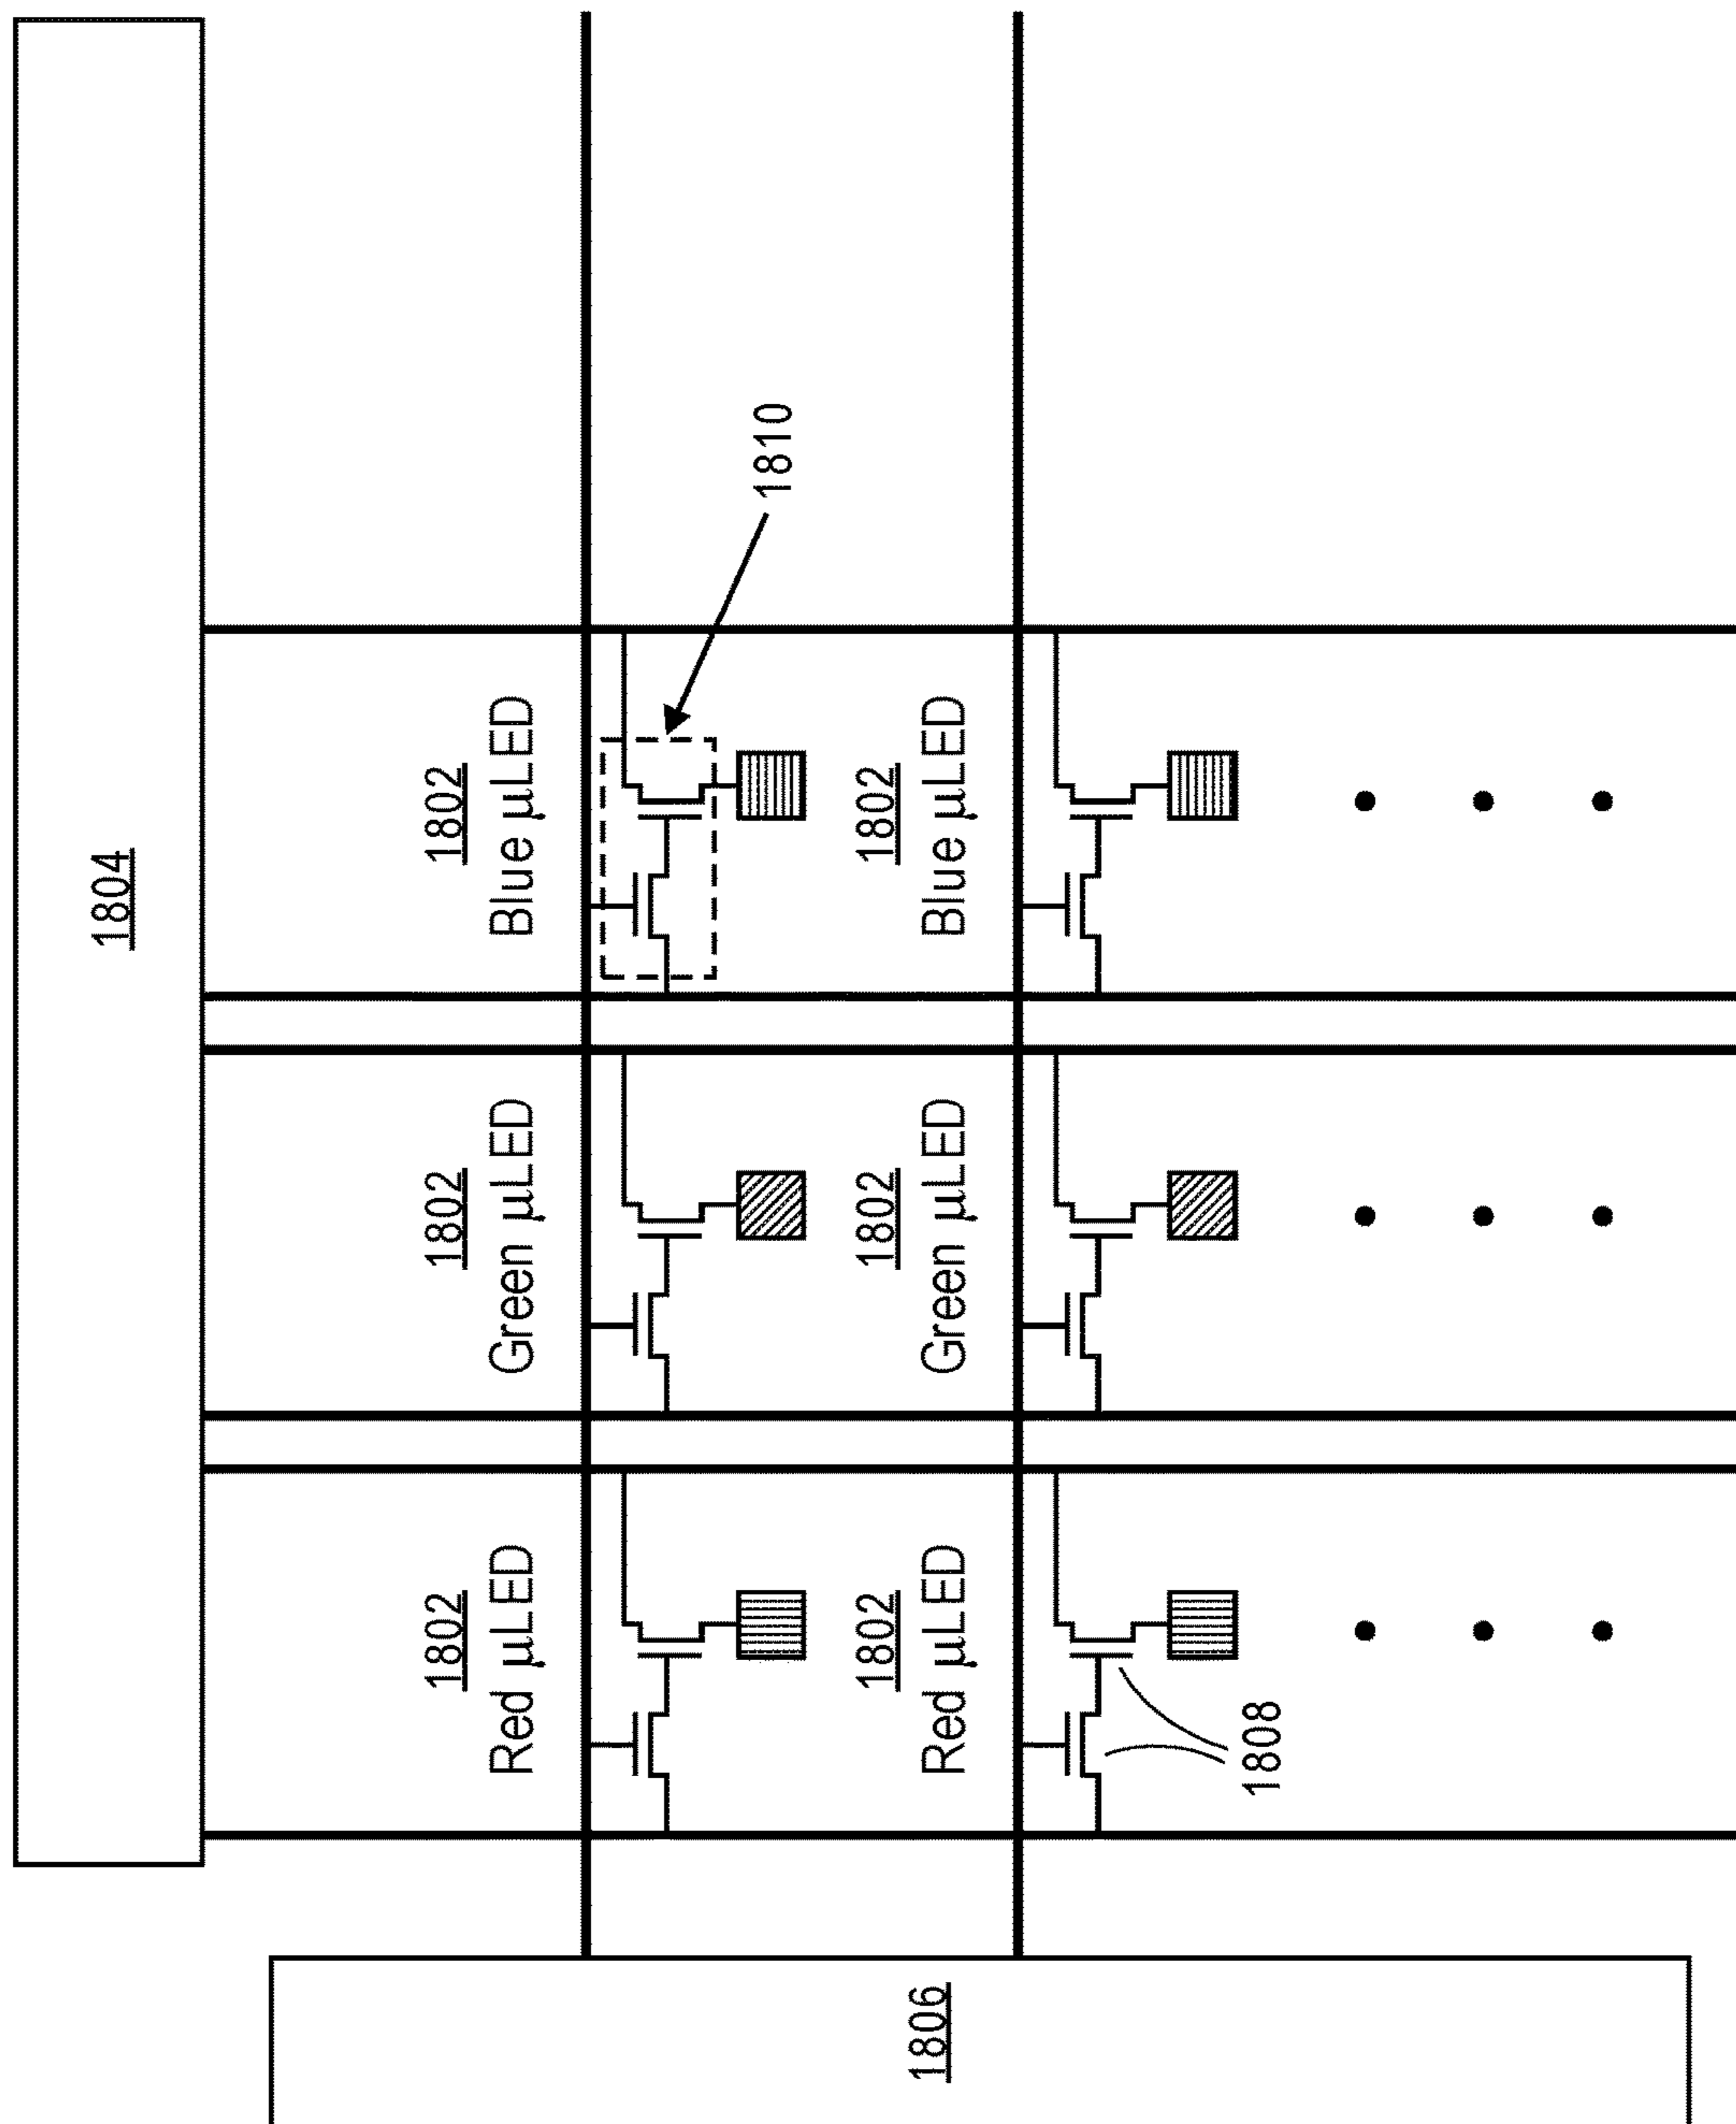 1804
1802 1802 1802
Red µLED Green µLED Blue µLED
1810
1802 1802 1802
1806
Red µLED Green µLED Blue µLED
1808